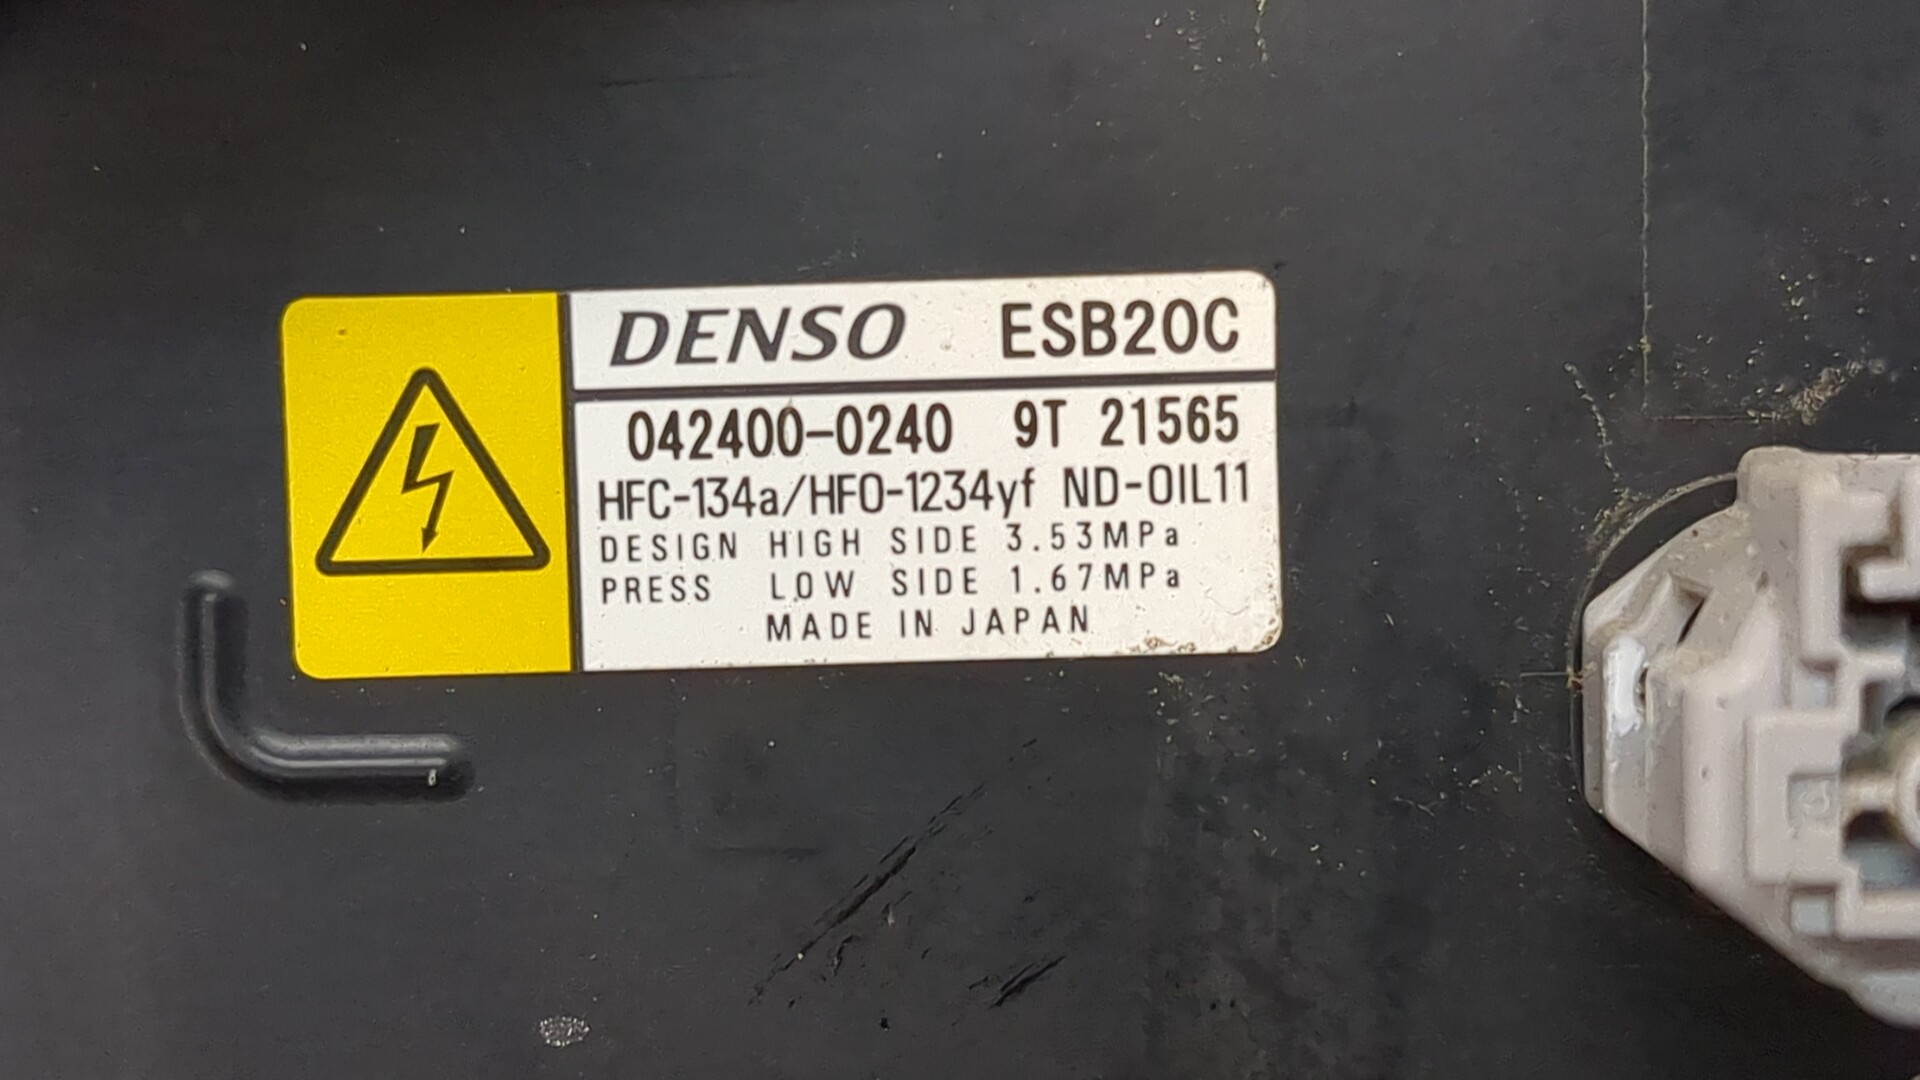 DENSO ESB20C
042400-0240 9T 21565
HFC-134a/HFO-1234yf ND-OIL11
DESIGN HIGH SIDE 3.53MPa
PRESS LOW SIDE 1.67MPa
MADE IN JAPAN